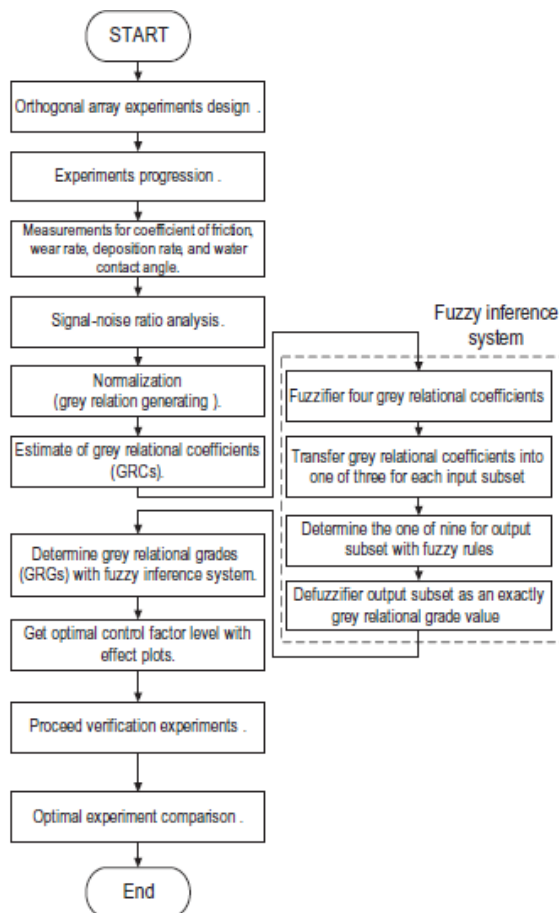 START
Orthogonal array experiments design .
Experiments progression .
Measurements for coefficient of friction,
wear rate, deposition rate, and water
contact angle.
Signal-noise ratio analysis .
Normalization
(grey relation generating ).
Estimate of grey relational coefficients
(GRCs).
Fuzzy inference
system
Fuzzifier four grey relational coefficients
Transfer grey relational coefficients into
one of three for each input subset
Determine the one of nine for output
subset with fuzzy rules
Defuzzifier output subset as an exactly
grey relational grade value
Determine grey relational grades
(GRGs) with fuzzy inference system.
Get optimal control factor level with
effect plots.
Proceed verification experiments .
Optimal experiment comparison .
End